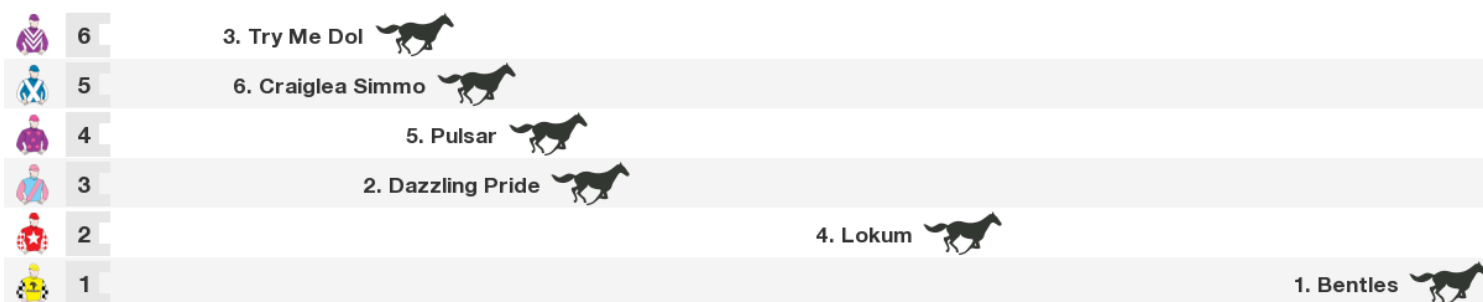 6 3. Try Me Dol
5 6. Craiglea Simmo
4 5. Pulsar
3 2. Dazzling Pride
2 4. Lokum
1 1. Bentles